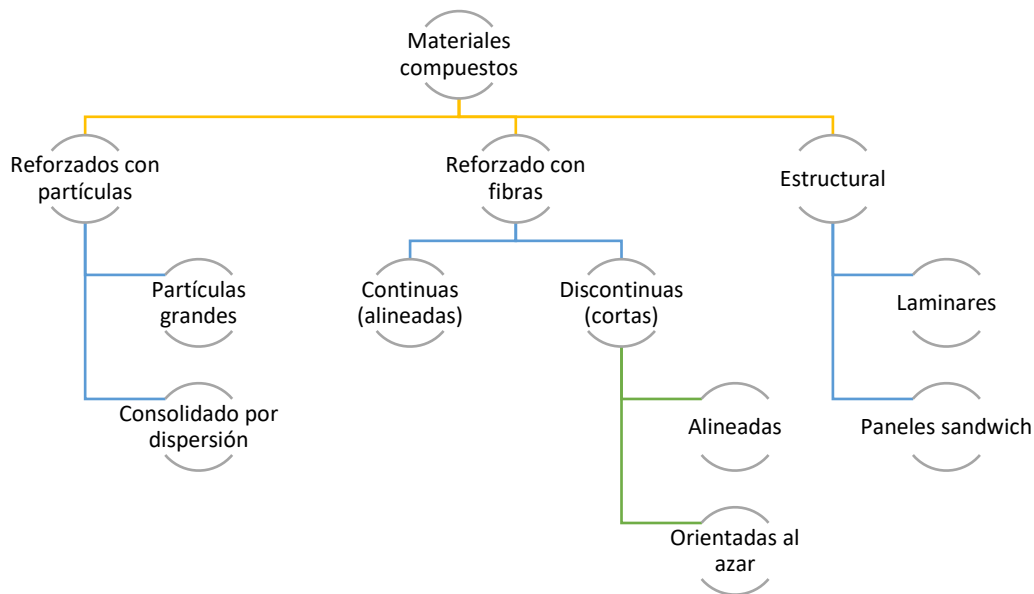 Materiales
compuestos
Reforzados con
partículas
Reforzado con
fibras
Estructural
Partículas
grandes
Continuas
(alineadas)
Discontinuas
(cortas)
Laminares
Consolidado por
dispersión
Alineadas
Paneles sandwich
Orientadas al
azar